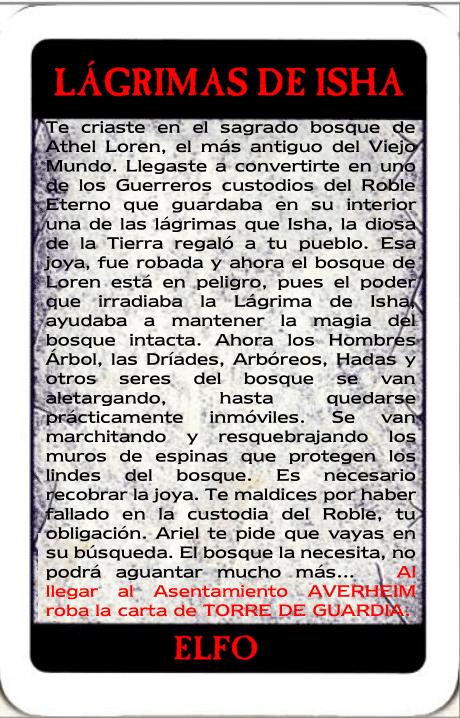 LÁGRIMAS DE ISHA
Te criaste en el sagrado bosque de
Athel Loren, el más antiguo del Viejo
Mundo. Llegaste a convertirte en uno
de los Guerreros custodios del Roble
Eterno que guardaba en su interior
una de las lágrimas que Isha, la diosa
de la Tierra regaló a tu pueblo. Esa
joya, fue robada y ahora el bosque de
Loren está en peligro, pues el poder
que irradiaba la Lágrima de Isha,
ayudaba a mantener la magia del
bosque intacta. Ahora los Hombres
Árbol, las Dríades, Arbóreos, Hadas y
otros seres del bosque se van
aletargando, hasta quedarse
prácticamente inmóviles. Se van
marchitando y resquebrajando los
muros de espinas que protegen los
lindes del bosque. Es necesario
recobrar la joya. Te maldices por haber
fallado en la custodia del Roble, tu
obligación. Ariel te pide que vayas en
su búsqueda. El bosque la necesita, no
podrá aguantar mucho más... Al
llegar al Asentamiento AVERHEIM
roba la carta de TORRE DE GUARDIA.
ELFO